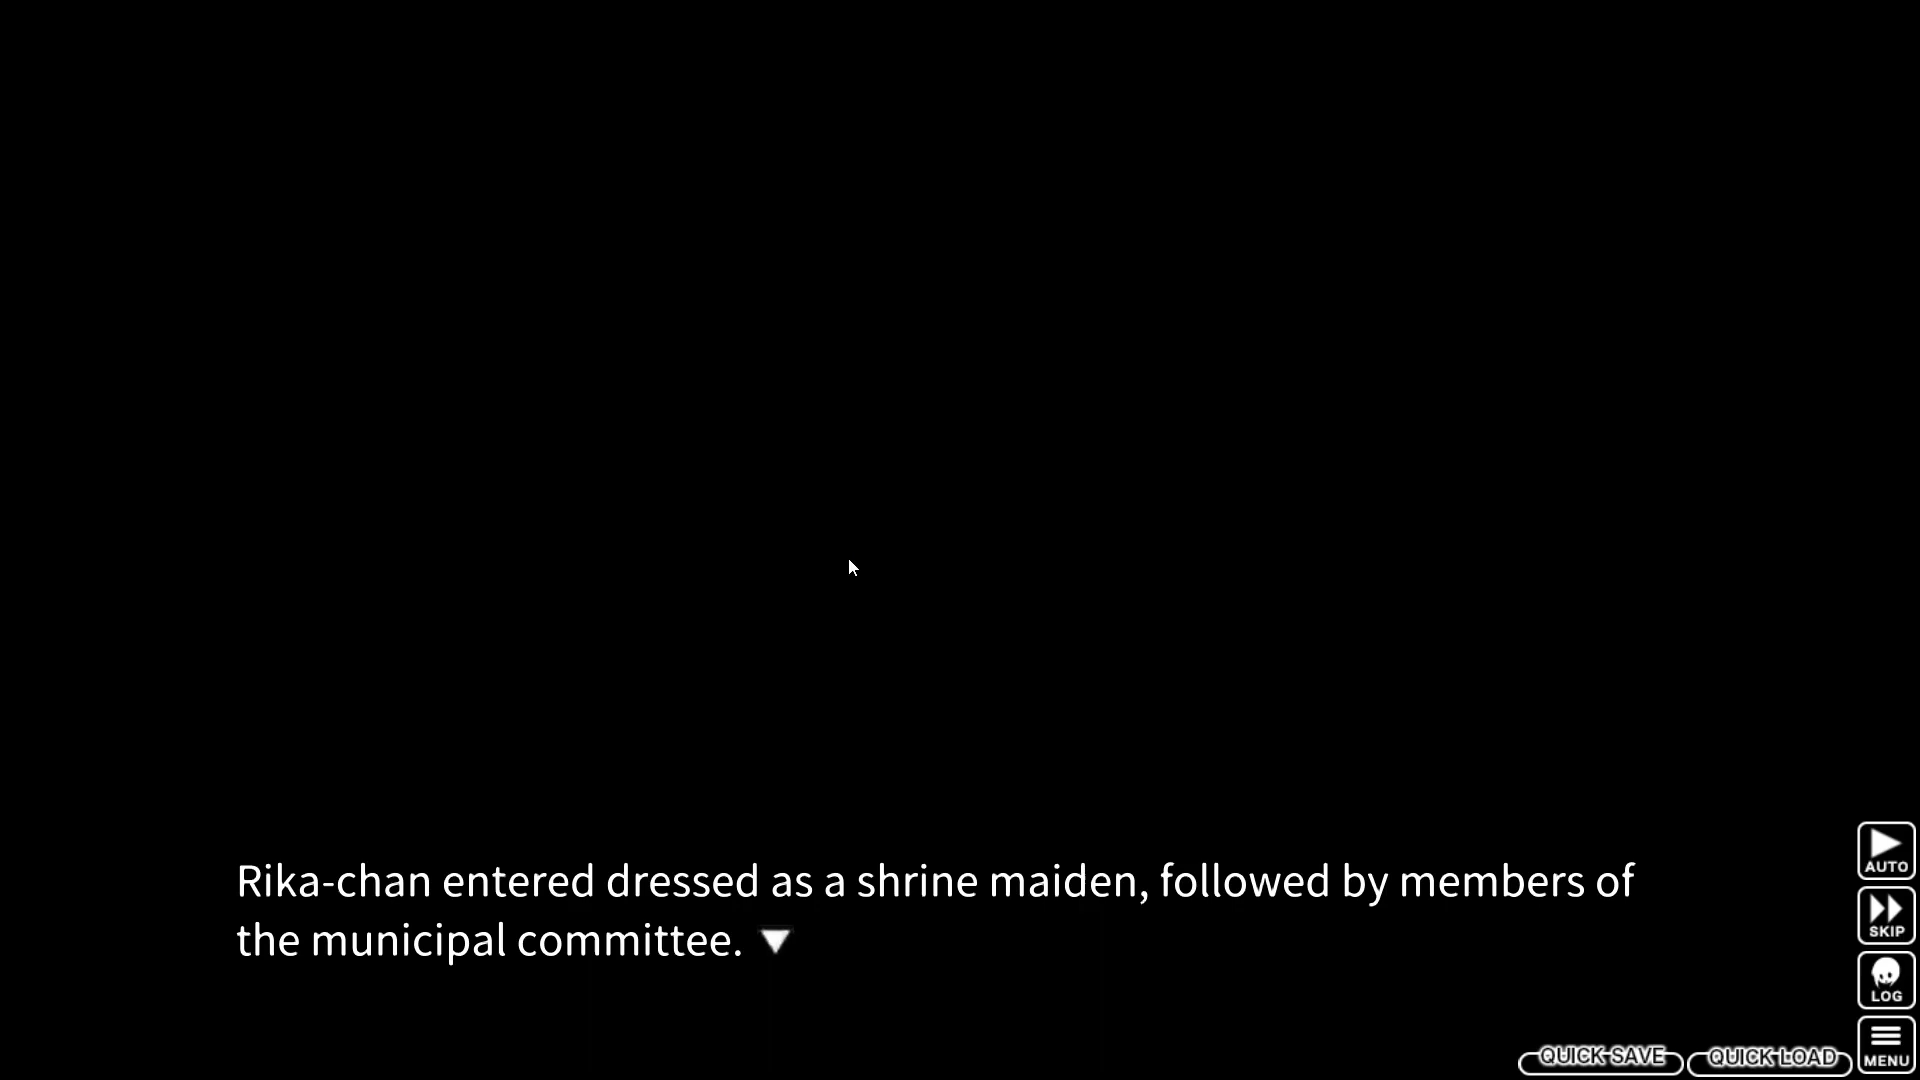 Rika-chan entered dressed as a shrine maiden, followed by members of
the municipal committee.
AUTO
SKIP
LOG
MENU
QUICK SAVE
QUICK LOAD